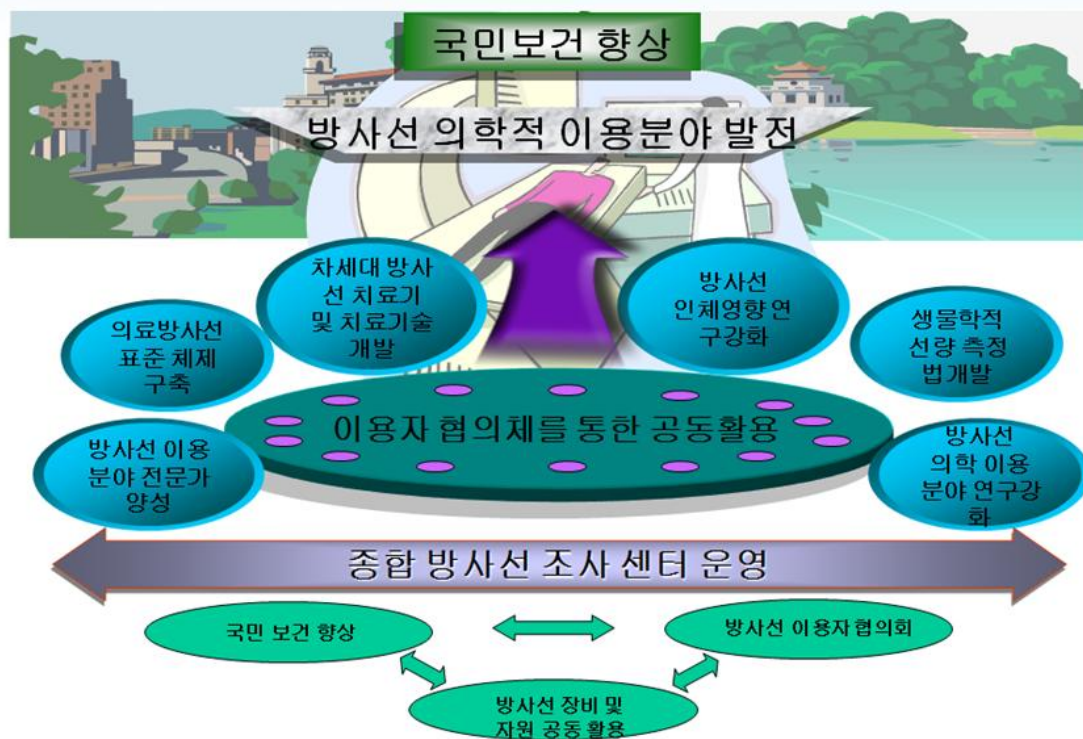 국민보건 향상
방사선 의학적 이용분야 발전
차세대 방사
선 치료기
및 치료기술
개발
방사선
인체영향 연
구강화
의료방사선
표준 체제
구축
생물학적
선량 측정
법개발
이용자 협의체를 통한 공동활용
방사선 이용
분야 전문가
양성
방사선
의학 이용
분야 연구강
화
종합 방사선 조사 센터 운영
국민 보건 향상
방사선 이용자 협의회
방사선 장비 및
자원 공동 활용